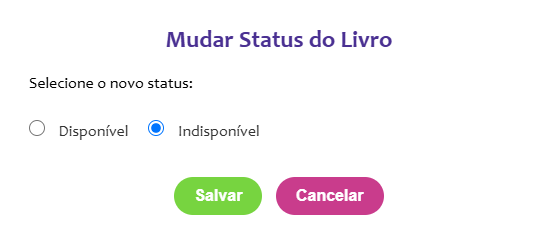 Mudar Status do Livro
Selecione o novo status:
Disponível Indisponível
Salvar Cancelar